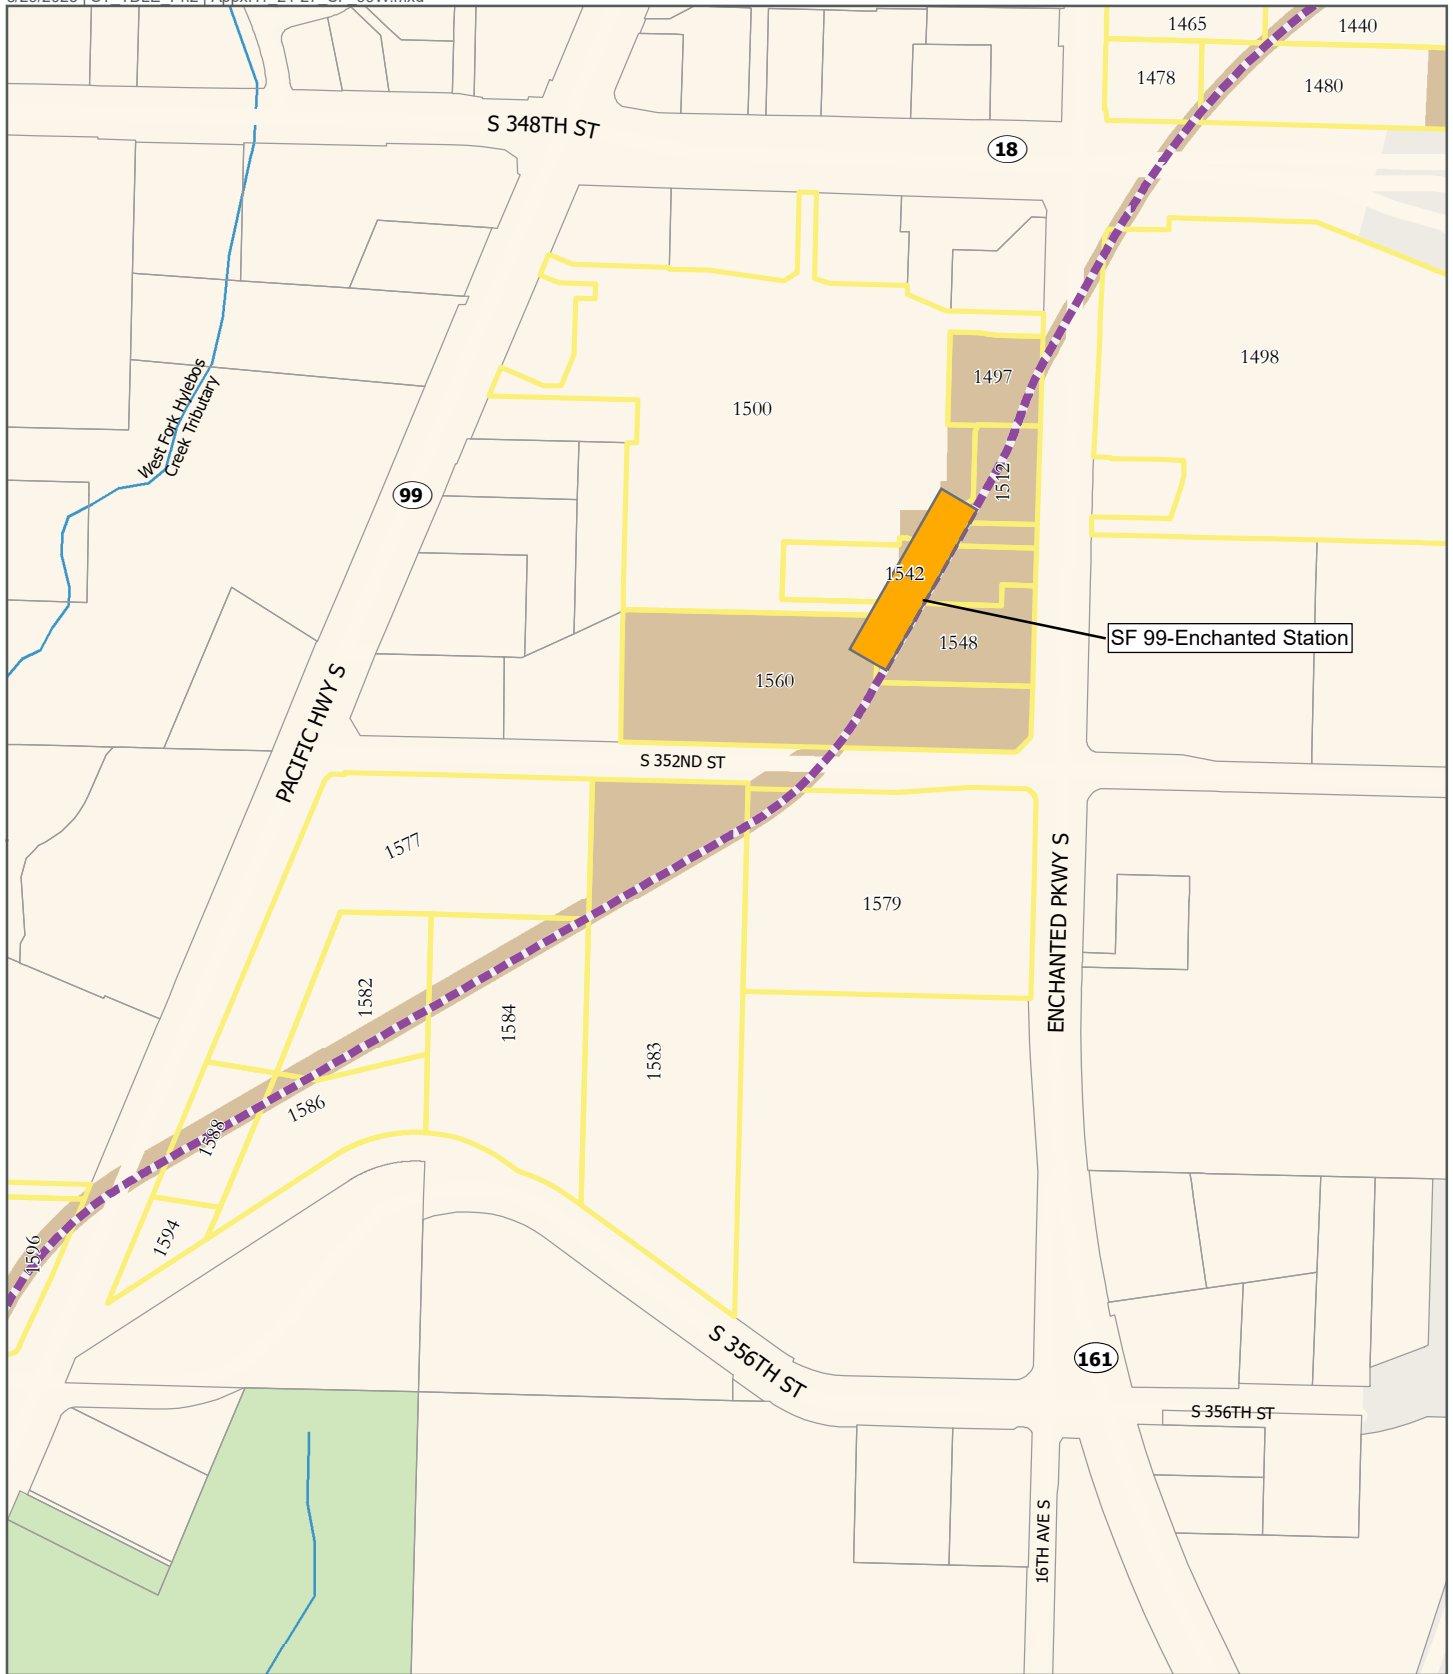 1465
1440
1478
1480
S 348TH ST
18
1498
1497
1500
West Fork Hylebos
Creek Tributary
99
1512
1542
SF 99-Enchanted Station
1548
1560
PACIFIC HWY S
S 352ND ST
1577
1579
ENCHANTED PKWY S
1582
1584
1583
1586
1588
1594
1596
S 356TH ST
161
S 356TH ST
16TH AVE S